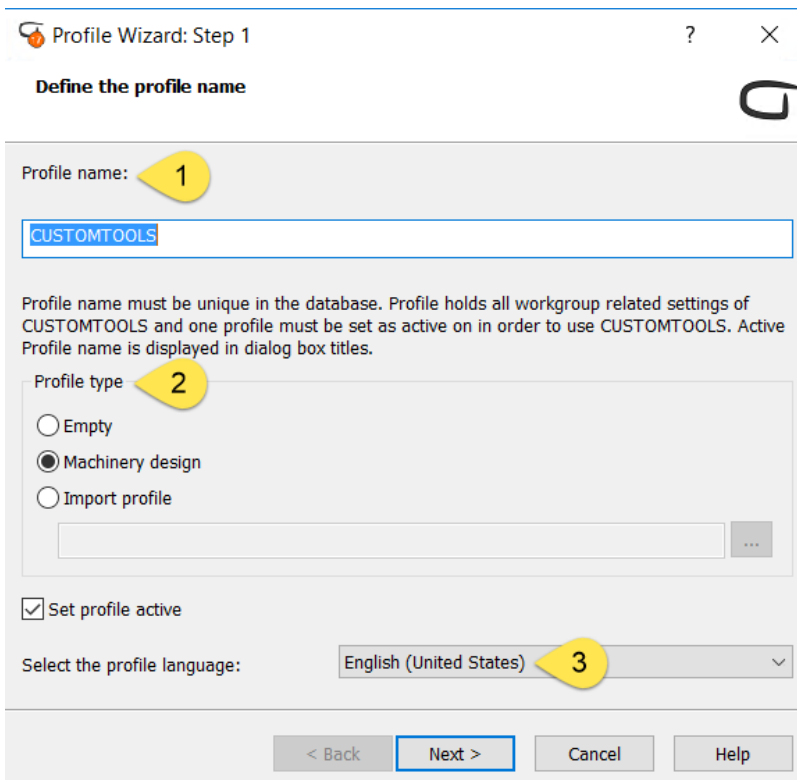 Profile Wizard: Step 1 ?
Define the profile name
Profile name: 1
CUSTOMTOOLS
Profile name must be unique in the database. Profile holds all workgroup related settings of
CUSTOMTOOLS and one profile must be set as active on in order to use CUSTOMTOOLS. Active
Profile name is displayed in dialog box titles.
Profile type 2
Empty
Machinery design
Import profile
...
Set profile active
Select the profile language: English (United States) 3
< Back Next > Cancel Help